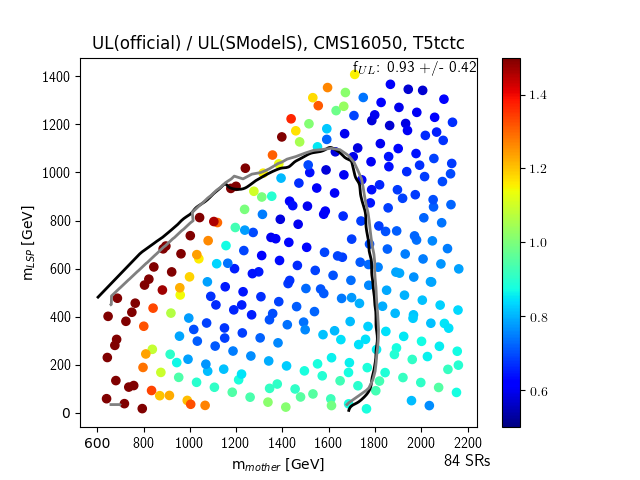 UL(official) / UL(SModelS), CMS16050, T5tctc
f_UL: 0.93 +/- 0.42
1400
1200
1000
800
600
400
200
0
m_LSP [GeV]
600 800 1000 1200 1400 1600 1800 2000 2200
m_mother [GeV]
84 SRs
1.4
1.2
1.0
0.8
0.6